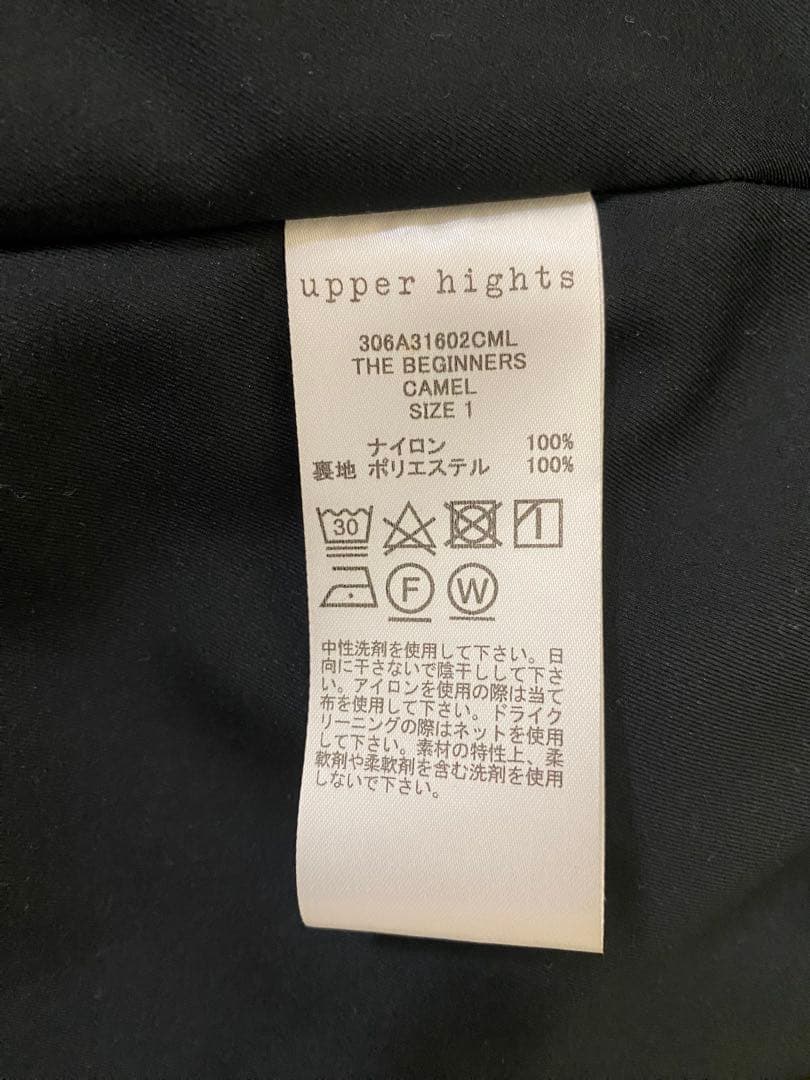 upper hights
306A31602CML
THE BEGINNERS
CAMEL
SIZE 1
ナイロン 100%
裏地 ポリエステル 100%
30
F W
中性洗剤を使用して下さい。日
向に干さないで陰干しして下さ
い。アイロンを使用の際は当て
布を使用して下さい。ドライク
リーニングの際はネットを使用
して下さい。素材の特性上、柔
軟剤や柔軟剤を含む洗剤を使用
しないで下さい。